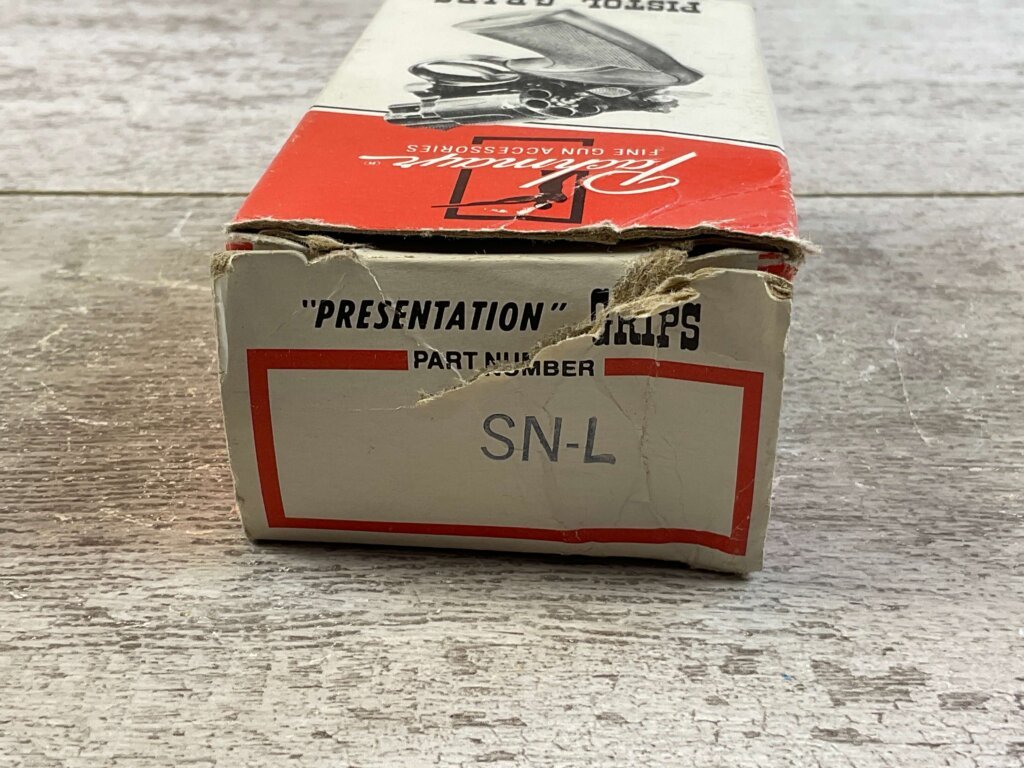 PISTOL GRIPS
Pachmayr ®
FINE GUN ACCESSORIES
"PRESENTATION" GRIPS
PART NUMBER
SN-L